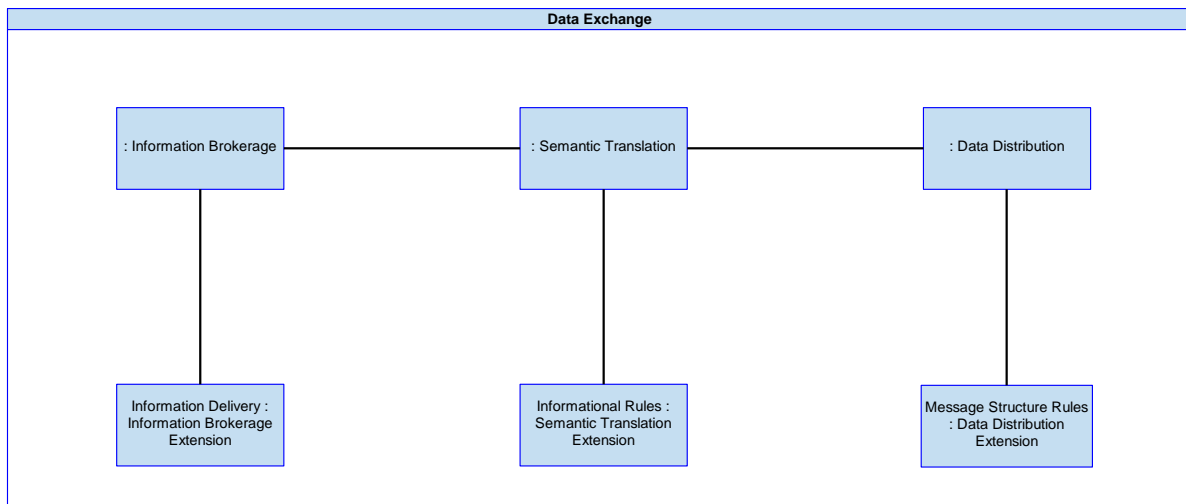 Data Exchange
: Information Brokerage
: Semantic Translation
: Data Distribution
Information Delivery :
Information Brokerage
Extension
Informational Rules :
Semantic Translation
Extension
Message Structure Rules
: Data Distribution
Extension